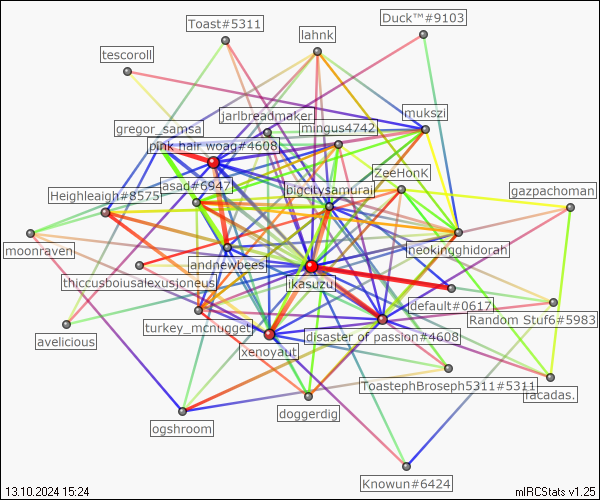 Toast#5311
Duck™#9103
lahnk
tescoroll
jarlbreadmaker
mukszi
gregor_samsa
mingus4742
pink hair woag#4608
ZeeHonK
asad#6947
bigcitysamurai
Heighleaigh#8575
gazpachoman
moonraven
neokingghidorah
andnewbees
ikasuzu
thiccusboiusalexusjoneus
default#0617
Random Stuf6#5983
avelicious
turkey_mcnugget
disaster of passion#4608
xenoyaut
ToastephBroseph5311#5311
facadas.
doggerdig
ogshroom
Knowun#6424
13.10.2024 15:24
mIRCStats v1.25